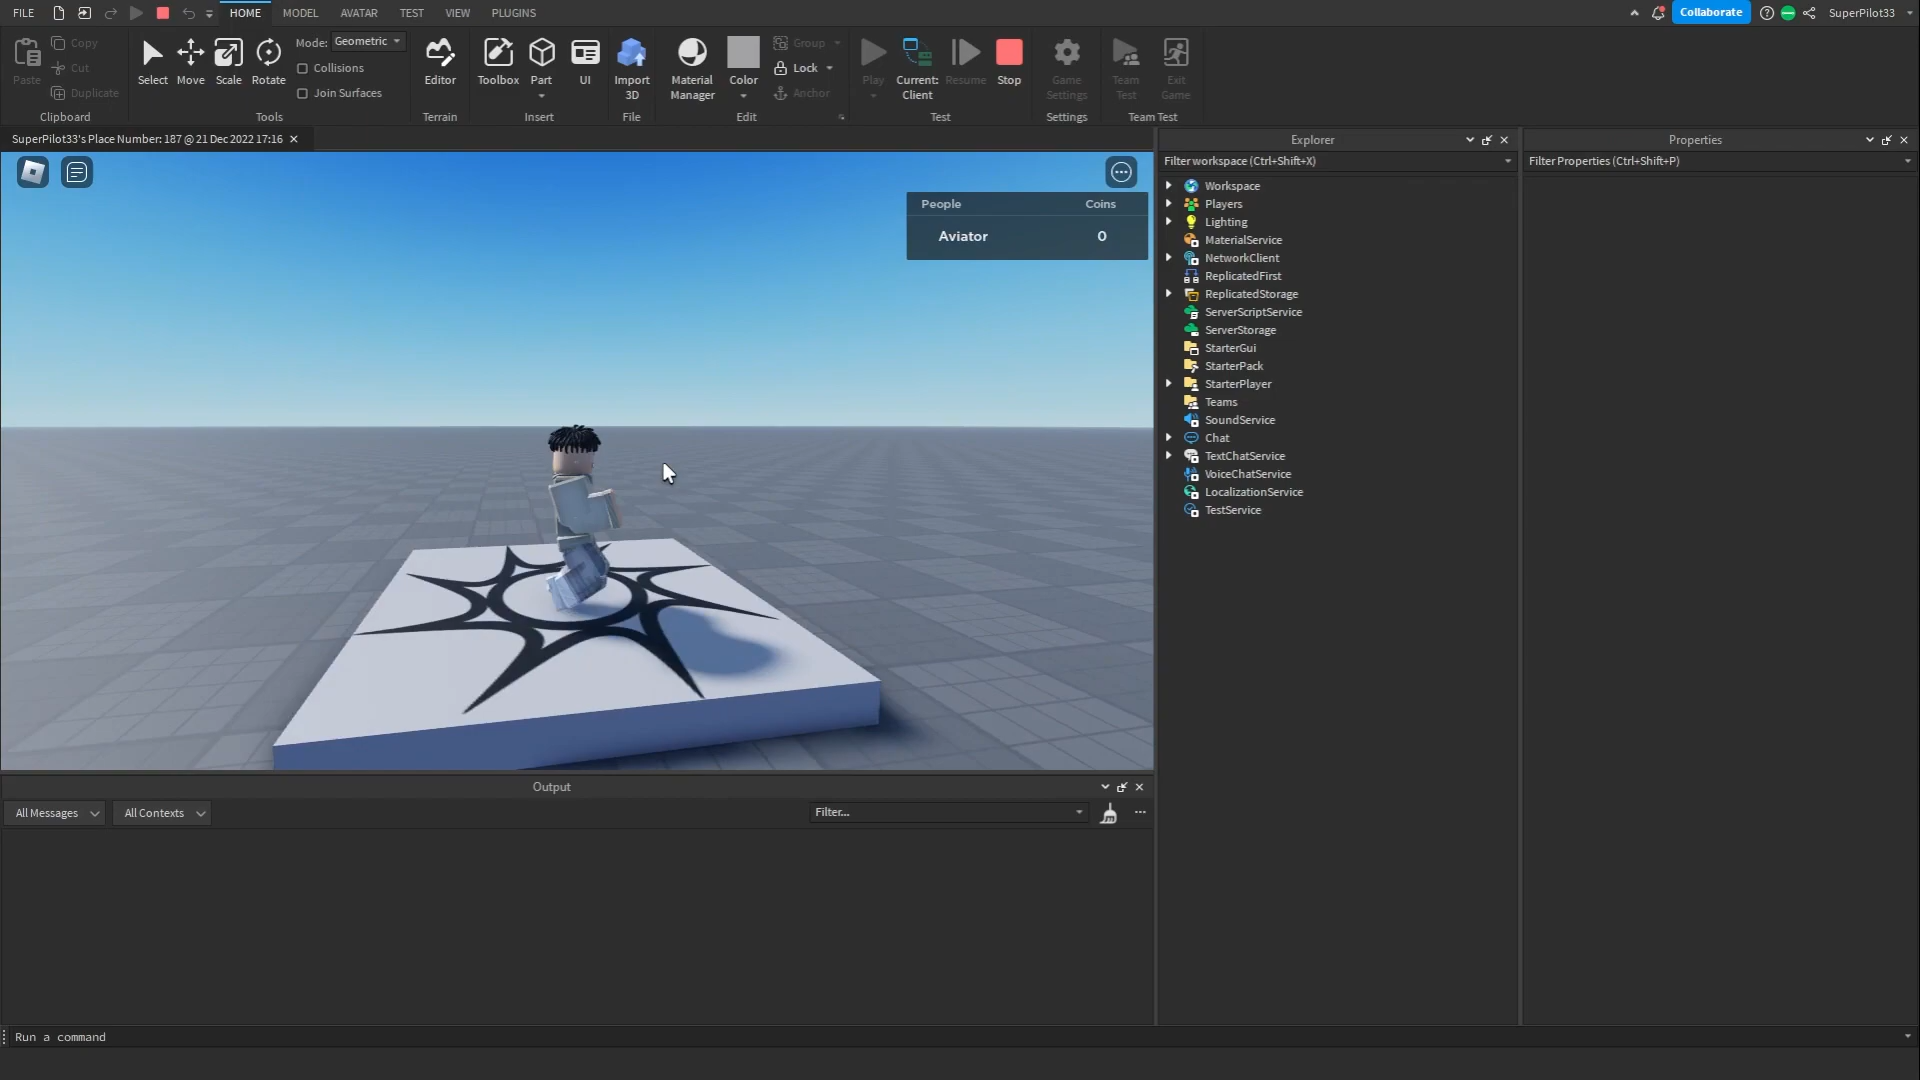 FILE HOME MODEL AVATAR TEST VIEW PLUGINS Collaborate SuperPilot33
Paste Copy Cut Duplicate Clipboard
Select Move Scale Rotate Mode: Geometric Collisions Join Surfaces Tools
Editor Terrain
Toolbox Part UI Insert
Import 3D File
Material Manager Color Group Lock Anchor Edit
Play Current: Client Resume Stop Test
Game Settings Settings
Team Test Exit Game Team Test
SuperPilot33's Place Number: 187 @ 21 Dec 2022 17:16
People Coins
Aviator 0
Output
All Messages All Contexts Filter...
Run a command
Explorer
Filter workspace (Ctrl+Shift+X)
Workspace
Players
Lighting
MaterialService
NetworkClient
ReplicatedFirst
ReplicatedStorage
ServerScriptService
ServerStorage
StarterGui
StarterPack
StarterPlayer
Teams
SoundService
Chat
TextChatService
VoiceChatService
LocalizationService
TestService
Properties
Filter Properties (Ctrl+Shift+P)